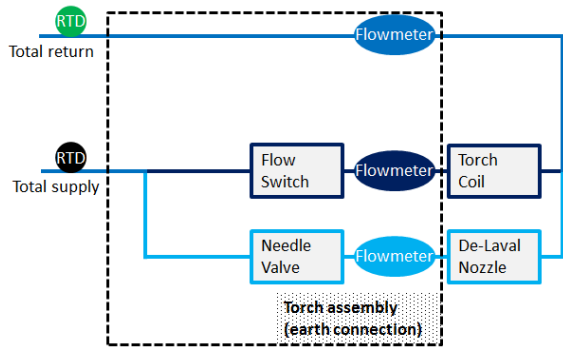 RTD
Flowmeter
Total return
RTD
Flow
Switch
Flowmeter
Torch
Coil
Total supply
Needle
Valve
Flowmeter
De-Laval
Nozzle
Torch assembly
(earth connection)